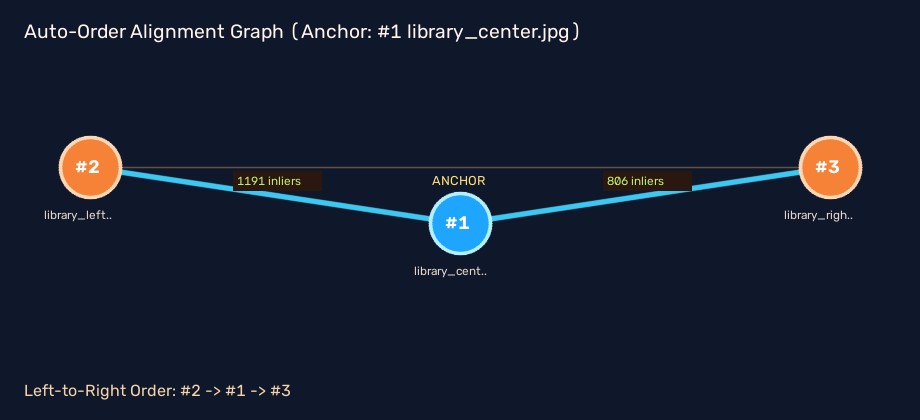 Auto-Order Alignment Graph (Anchor: #1 library_center.jpg)
#2
#3
1191 inliers
ANCHOR
806 inliers
library_left..
#1
library_righ..
library_cent..
Left-to-Right Order: #2 -> #1 -> #3